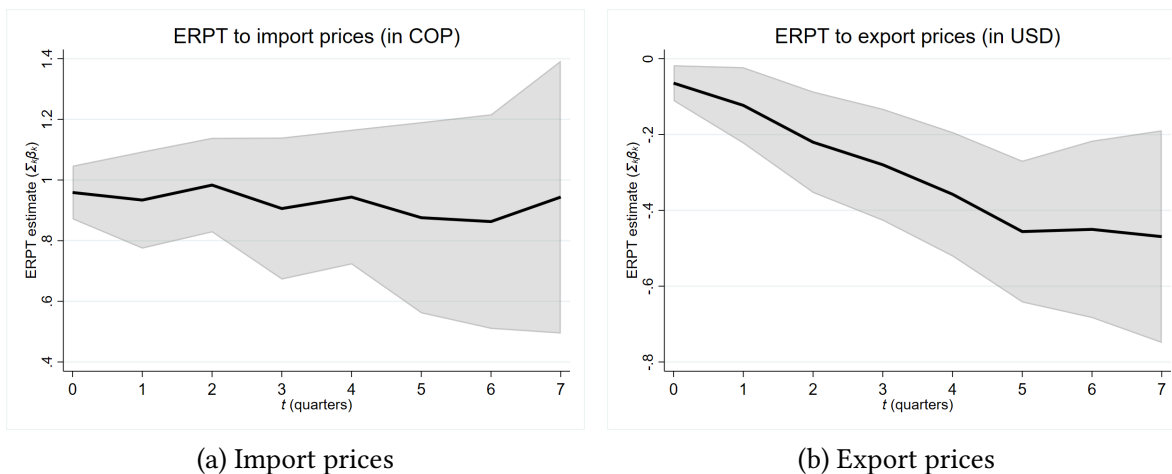 ERPT to import prices (in COP)
ERPT estimate (Σₖβₖ)
1.4
1.2
1
.8
.6
.4
0 1 2 3 4 5 6 7
t (quarters)
(a) Import prices
ERPT to export prices (in USD)
ERPT estimate (Σₖβₖ)
0
-.2
-.4
-.6
-.8
0 1 2 3 4 5 6 7
t (quarters)
(b) Export prices